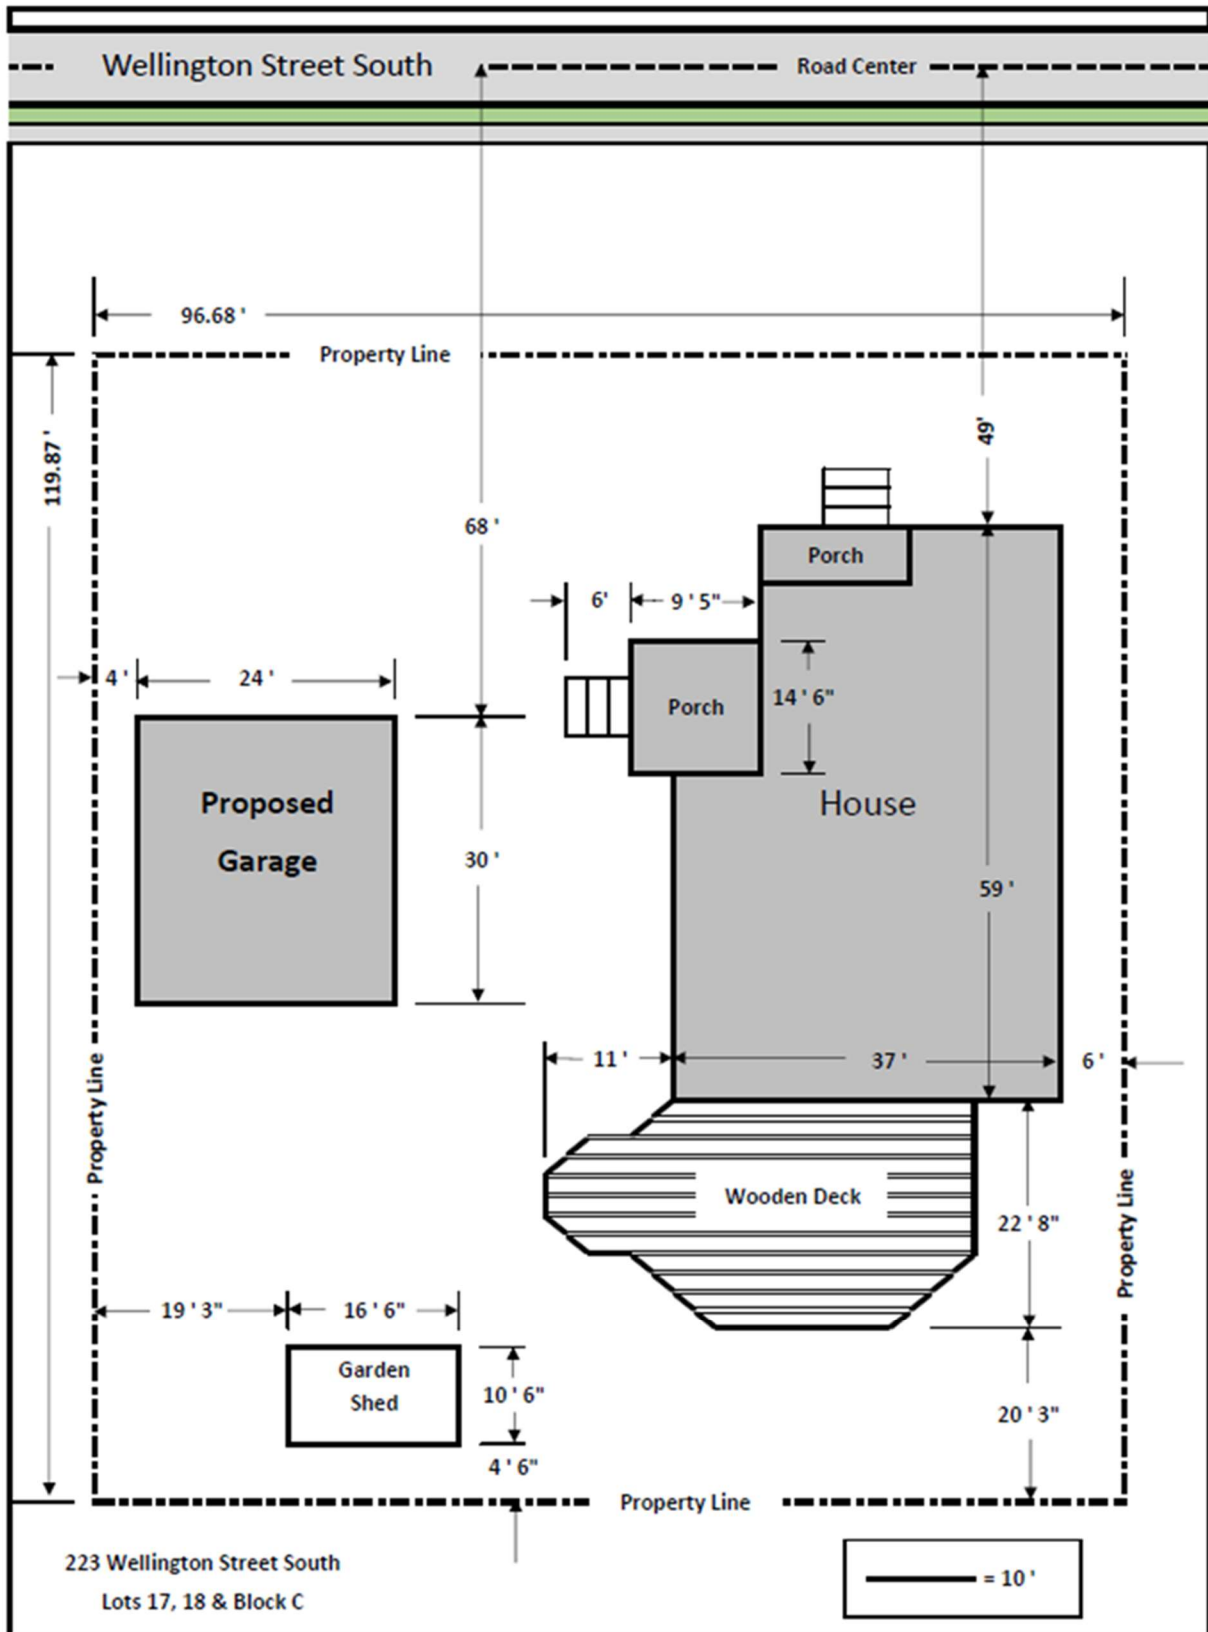 Wellington Street South
Road Center
96.68 '
Property Line
119.87 '
49'
68 '
Porch
6'
9 ' 5"
4 '
24 '
14 ' 6"
Porch
Proposed
Garage
House
30 '
59 '
11 '
37 '
6 '
Property Line
Wooden Deck
22 ' 8"
Property Line
19 ' 3"
16 ' 6"
Garden
Shed
10 ' 6"
20 ' 3"
4 ' 6"
Property Line
223 Wellington Street South
Lots 17, 18 & Block C
= 10 '